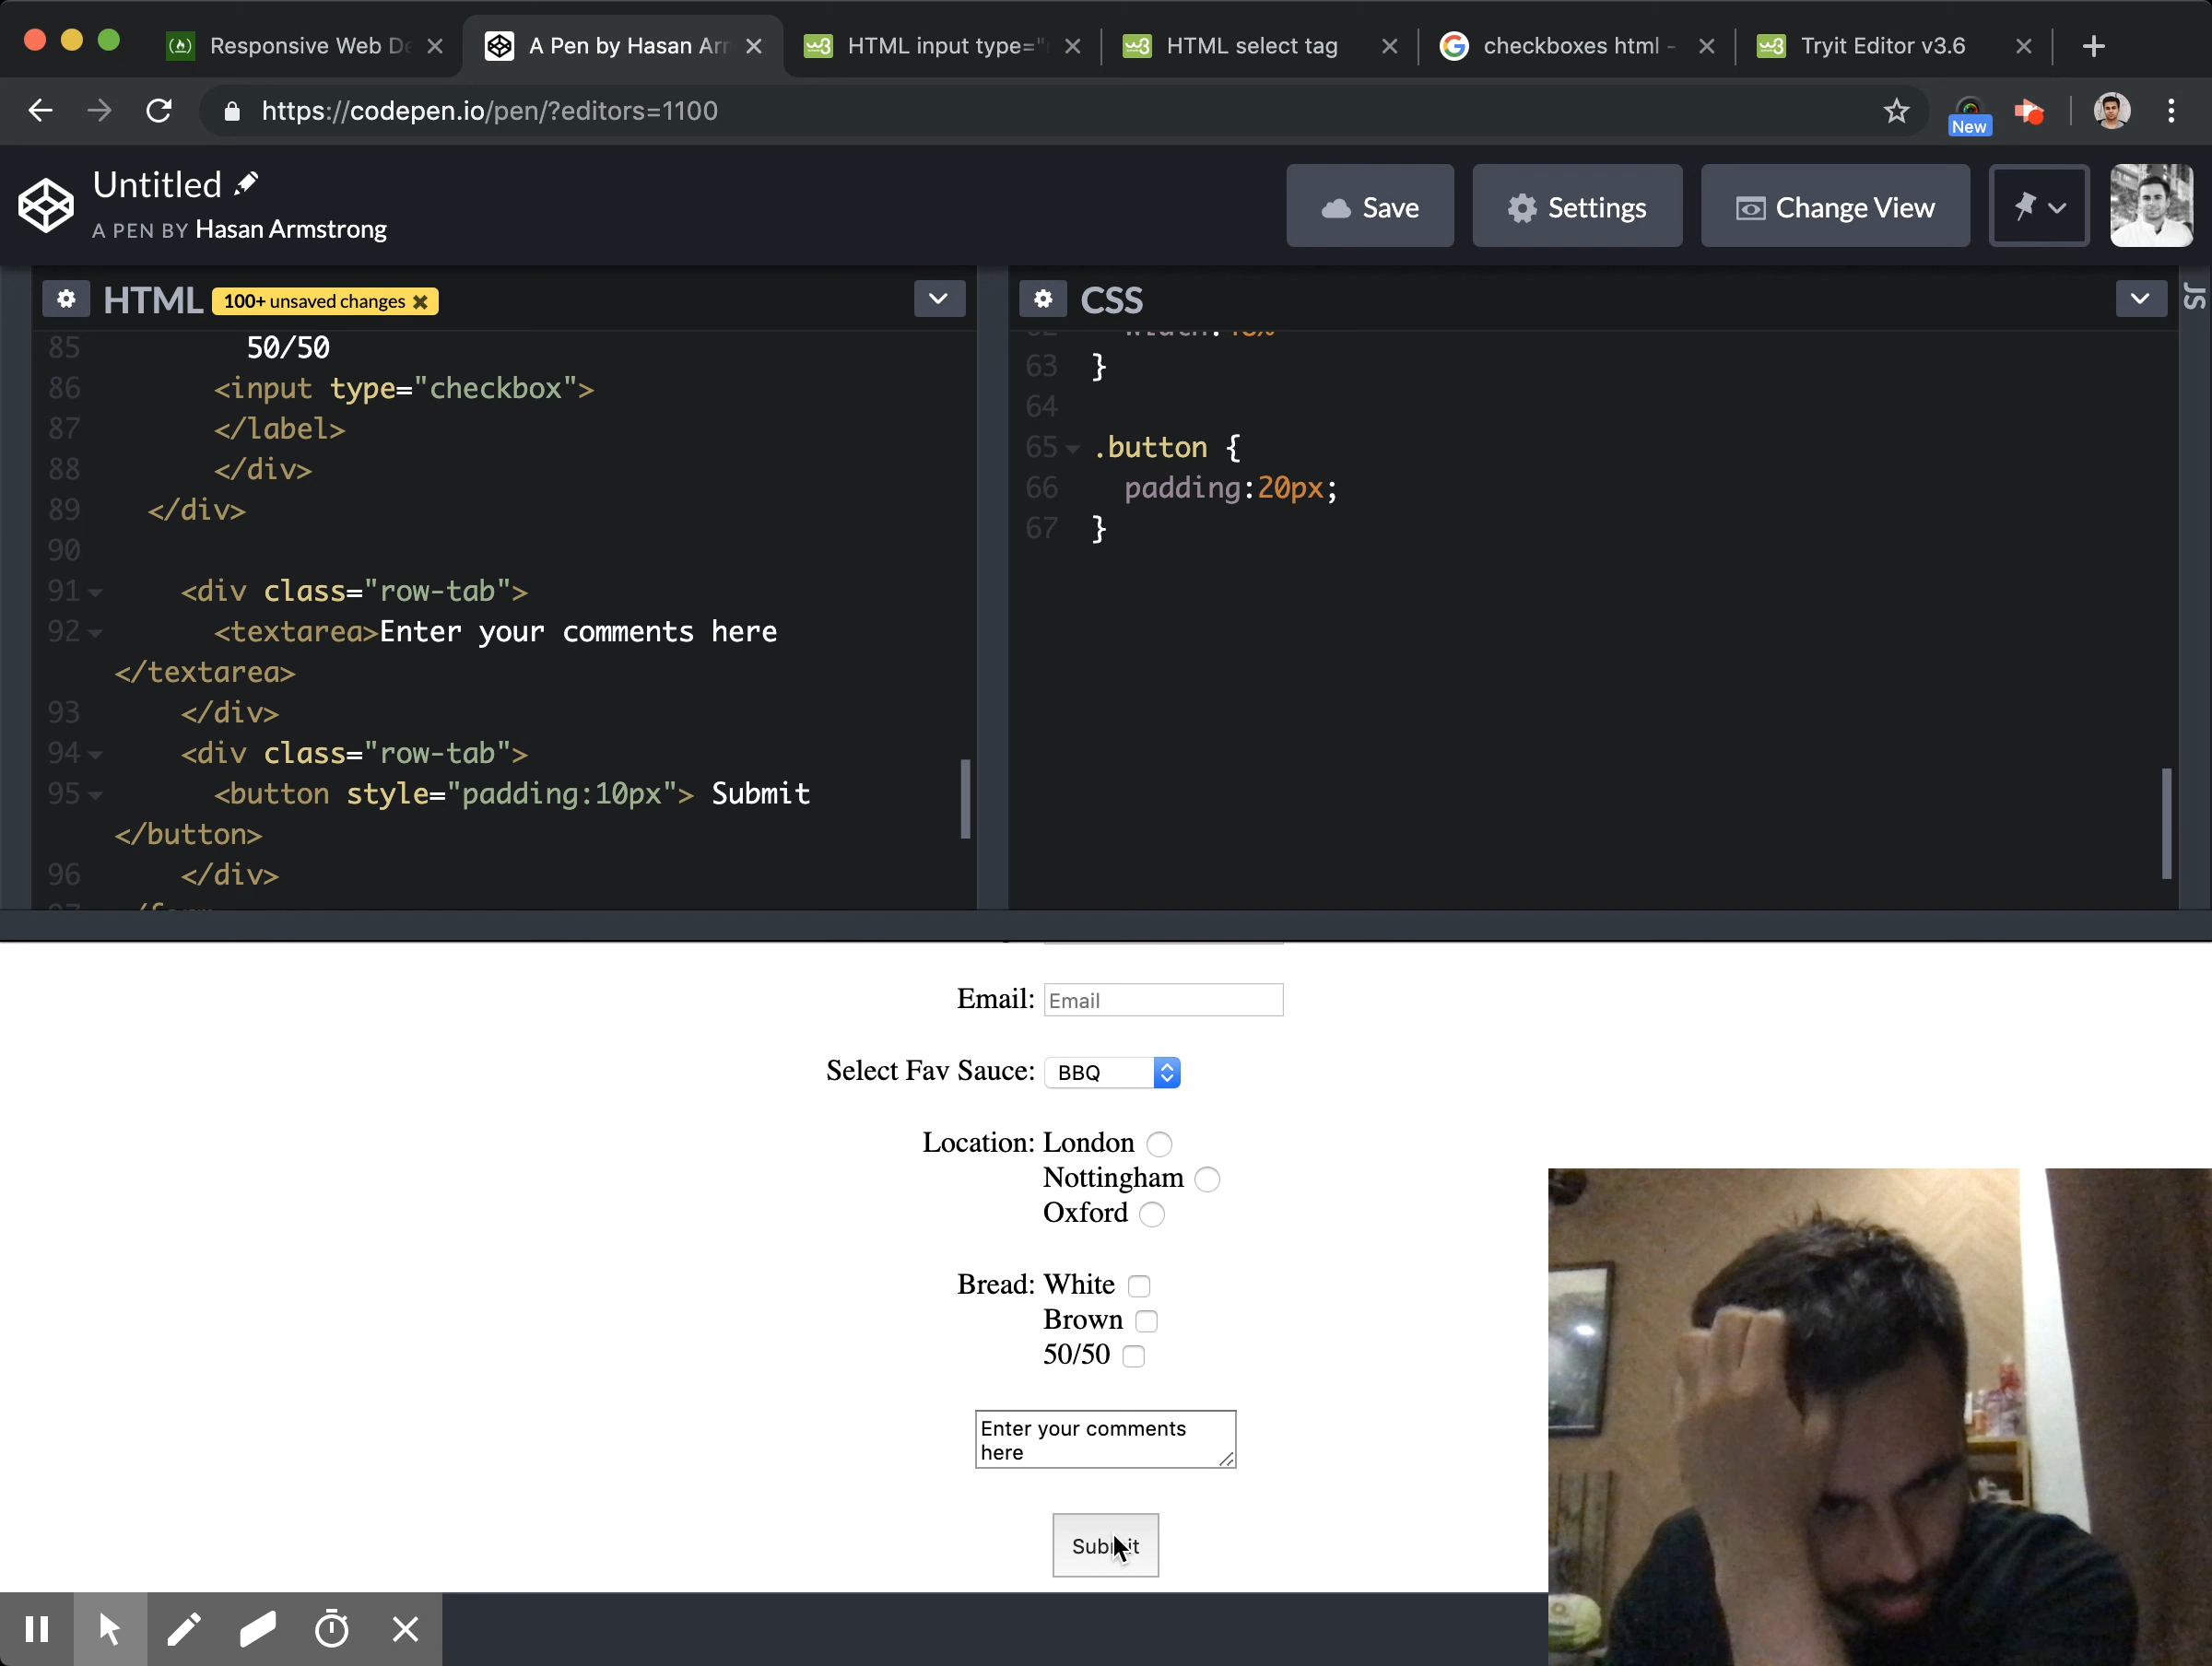 Responsive Web De
A Pen by Hasan Arm
HTML input type="
HTML select tag
checkboxes html -
Tryit Editor v3.6
https://codepen.io/pen/?editors=1100
New
Untitled
A PEN BY Hasan Armstrong
Save
Settings
Change View
HTML
100+ unsaved changes
CSS
JS
85 50/50
86 <input type="checkbox">
87 </label>
88 </div>
89 </div>
90
91 <div class="row-tab">
92 <textarea>Enter your comments here
</textarea>
93 </div>
94 <div class="row-tab">
95 <button style="padding:10px"> Submit
</button>
96 </div>
63 }
64
65 .button {
66 padding:20px;
67 }
Email: Email
Select Fav Sauce: BBQ
Location: London
Nottingham
Oxford
Bread: White
Brown
50/50
Enter your comments
here
Submit